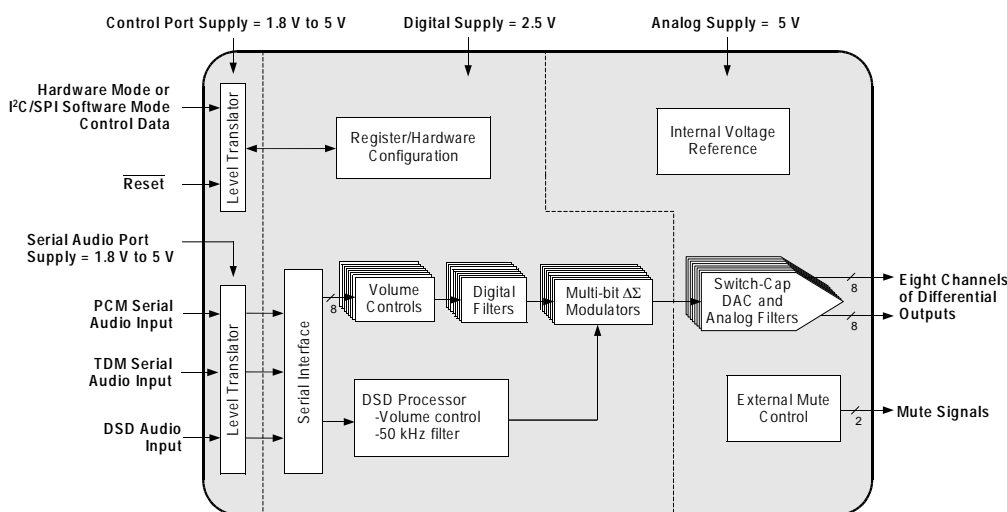 Control Port Supply = 1.8 V to 5 V
Digital Supply = 2.5 V
Analog Supply = 5 V
Hardware Mode or
I²C/SPI Software Mode
Control Data
Reset
Level Translator
Register/Hardware
Configuration
Internal Voltage
Reference
Serial Audio Port
Supply = 1.8 V to 5 V
PCM Serial
Audio Input
TDM Serial
Audio Input
DSD Audio
Input
Level Translator
Serial Interface
8
Volume
Controls
Digital
Filters
Multi-bit ΔΣ
Modulators
Switch-Cap
DAC and
Analog Filters
8
8
Eight Channels
of Differential
Outputs
DSD Processor
-Volume control
-50 kHz filter
External Mute
Control
2
Mute Signals